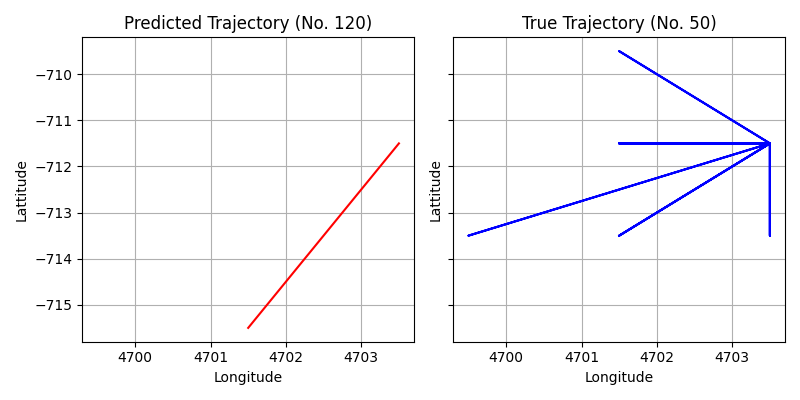 Predicted Trajectory (No. 120)
−710
−711
−712
−713
−714
−715
Lattitude
4700 4701 4702 4703
Longitude
True Trajectory (No. 50)
Lattitude
4700 4701 4702 4703
Longitude